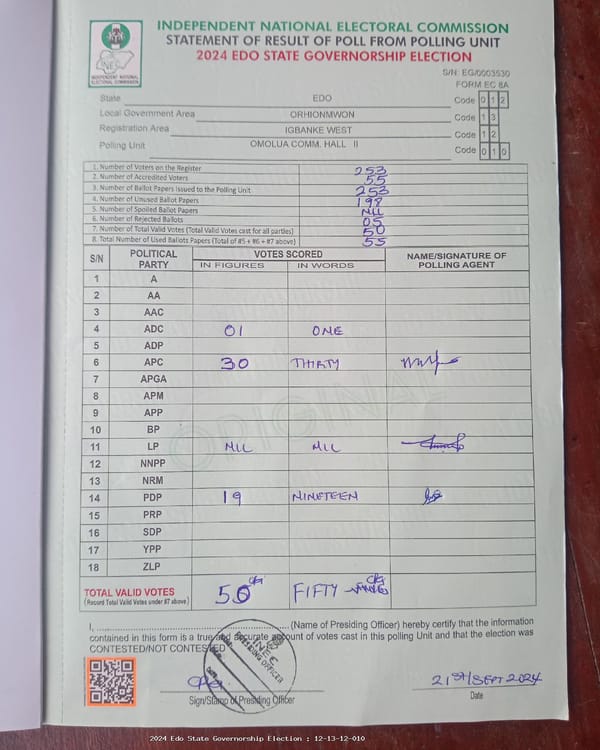 INDEPENDENT NATIONAL ELECTORAL COMMISSION
STATEMENT OF RESULT OF POLL FROM POLLING UNIT
2024 EDO STATE GOVERNORSHIP ELECTION
INEC
INDEPENDENT NATIONAL ELECTORAL COMMISSION
S/N: EG/0003530
FORM EC 8A
State EDO Code 0 1 2
Local Government Area ORHIONMWON Code 1 3
Registration Area IGBANKE WEST Code 1 2
Polling Unit OMOLUA COMM. HALL II Code 0 1 0
1. Number of Voters on the Register 253
2. Number of Accredited Voters 55
3. Number of Ballot Papers Issued to the Polling Unit 253
4. Number of Unused Ballot Papers 198
5. Number of Spoiled Ballot Papers NIL
6. Number of Rejected Ballots 05
7. Number of Total Valid Votes (Total Valid Votes cast for all parties) 50
8. Total Number of Used Ballots Papers (Total of #5 + #6 + #7 above) 55
S/N POLITICAL PARTY VOTES SCORED NAME/SIGNATURE OF POLLING AGENT
IN FIGURES IN WORDS
1 A
2 AA
3 AAC
4 ADC 01 ONE
5 ADP
6 APC 30 THIRTY
7 APGA
8 APM
9 APP
10 BP
11 LP NIL NIL
12 NNPP
13 NRM
14 PDP 19 NINETEEN
15 PRP
16 SDP
17 YPP
18 ZLP
ORIGINAL
TOTAL VALID VOTES 50 FIFTY
(Record Total Valid Votes under #7 above)
I, (Name of Presiding Officer) hereby certify that the information
contained in this form is a true and accurate account of votes cast in this polling Unit and that the election was
CONTESTED/NOT CONTESTED
INEC
PRESIDING OFFICER
21ST/SEPT 2024
Sign/Stamp of Presiding Officer Date
2024 Edo State Governorship Election : 12-13-12-010